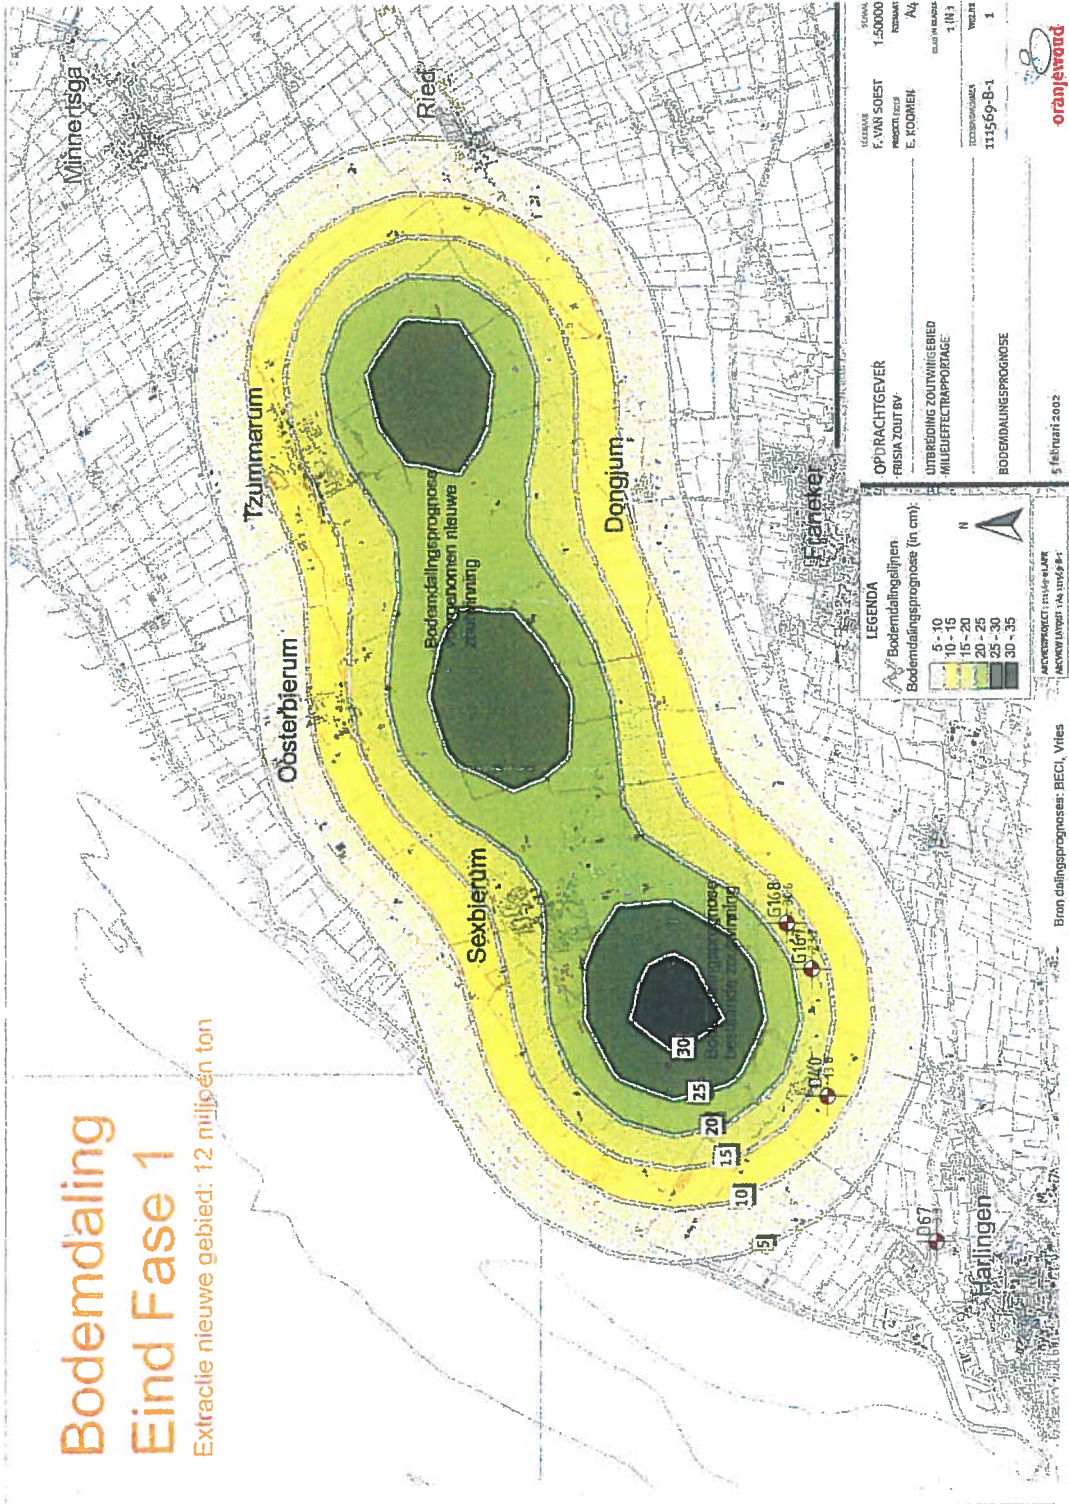 Bodemdaling
Eind Fase 1
Extractie nieuwe gebied: 12 miljoen ton
Minnertsga
Ried
Tzummarum
Oosterbierum
Dongjum
Sexbierum
Franeker
Harlingen
Bodemdalingsprognose
voorgenomen nieuwe
zoutwinning
Bodemdalingsprognose
bestaande zoutwinning
G168
G167
D67
30
25
20
15
10
5
LEGENDA
Bodemdalingslijnen
Bodemdalingsprognose (in cm):
5 - 10
10 - 15
15 - 20
20 - 25
25 - 30
30 - 35
N
Bron dalingsprognoses: BECI, Vries
OPDRACHTGEVER
FRISIA ZOUT BV
UITBREIDING ZOUTWINGEBIED
MILIEUEFFECTRAPPORTAGE
BODEMDALINGSPROGNOSE
5 februari 2002
F. VAN SOEST
E. KOOMEN
1:50000
A4
111569-B-1
1
oranjewoud